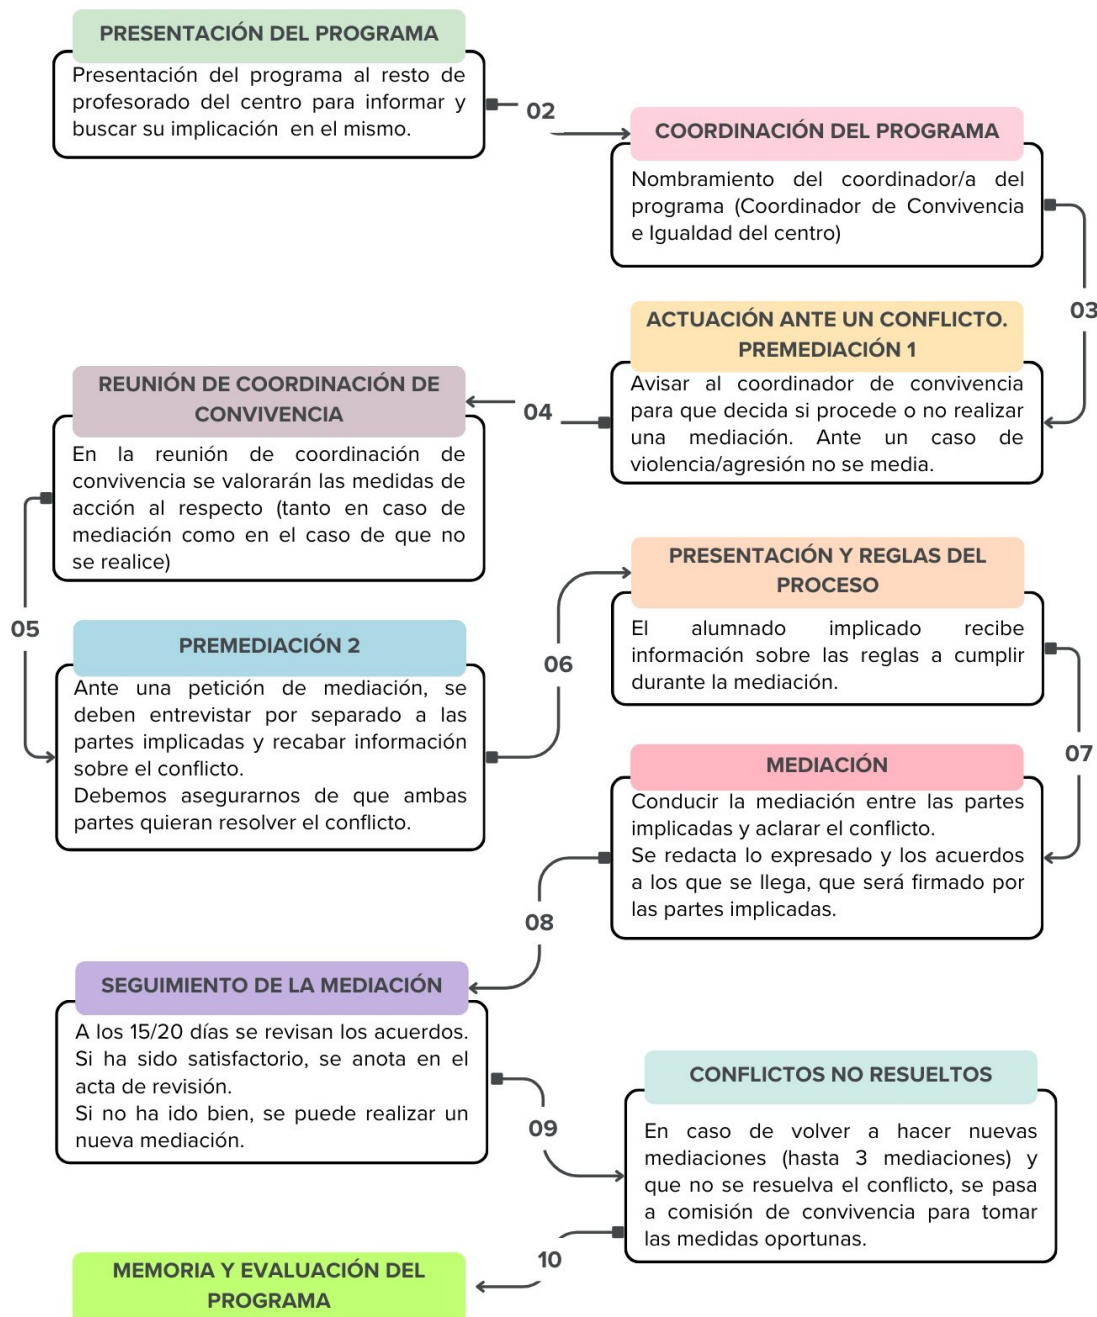 PRESENTACIÓN DEL PROGRAMA
Presentación del programa al resto de
profesorado del centro para informar y
buscar su implicación en el mismo.
02
COORDINACIÓN DEL PROGRAMA
Nombramiento del coordinador/a del
programa (Coordinador de Convivencia
e Igualdad del centro)
03
ACTUACIÓN ANTE UN CONFLICTO.
PREMEDIACIÓN 1
Avisar al coordinador de convivencia
para que decida si procede o no realizar
una mediación. Ante un caso de
violencia/agresión no se media.
04
REUNIÓN DE COORDINACIÓN DE
CONVIVENCIA
En la reunión de coordinación de
convivencia se valorarán las medidas de
acción al respecto (tanto en caso de
mediación como en el caso de que no
se realice)
05
PREMEDIACIÓN 2
Ante una petición de mediación, se
deben entrevistar por separado a las
partes implicadas y recabar información
sobre el conflicto.
Debemos asegurarnos de que ambas
partes quieran resolver el conflicto.
06
PRESENTACIÓN Y REGLAS DEL
PROCESO
El alumnado implicado recibe
información sobre las reglas a cumplir
durante la mediación.
07
MEDIACIÓN
Conducir la mediación entre las partes
implicadas y aclarar el conflicto.
Se redacta lo expresado y los acuerdos
a los que se llega, que será firmado por
las partes implicadas.
08
SEGUIMIENTO DE LA MEDIACIÓN
A los 15/20 días se revisan los acuerdos.
Si ha sido satisfactorio, se anota en el
acta de revisión.
Si no ha ido bien, se puede realizar un
nueva mediación.
09
CONFLICTOS NO RESUELTOS
En caso de volver a hacer nuevas
mediaciones (hasta 3 mediaciones) y
que no se resuelva el conflicto, se pasa
a comisión de convivencia para tomar
las medidas oportunas.
10
MEMORIA Y EVALUACIÓN DEL
PROGRAMA